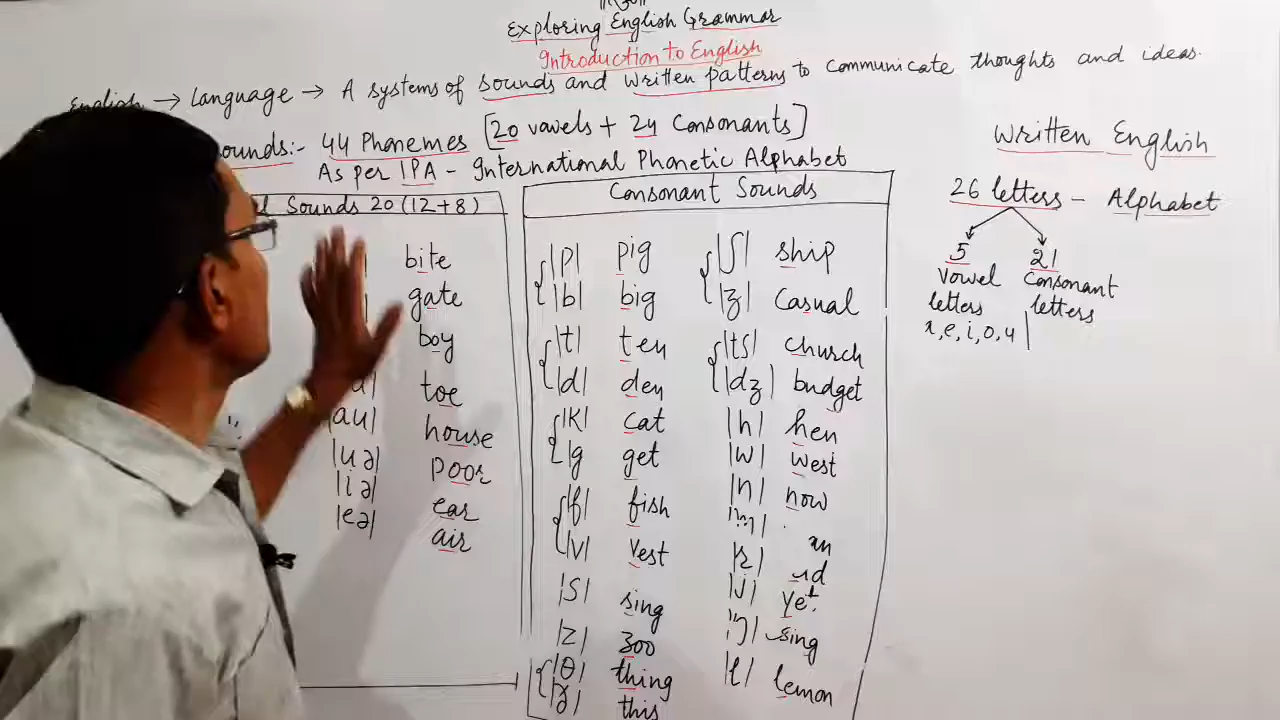 Exploring English Grammar
Introduction to English
English → Language → A systems of sounds and written patterns to communicate thoughts and ideas.
ounds:- 44 Phonemes [20 vowels + 24 Consonants]
As per IPA - International Phonetic Alphabet
Sounds 20 (12+8)
bite
gate
boy
toe
|au| house
|uə| poor
|iə| ear
|eə| air
Consonant Sounds
|p| pig |ʃ| ship
|b| big |ʒ| casual
|t| ten |tʃ| church
|d| den |dʒ| budget
|k| cat |h| hen
|g get |w| west
|f| fish |n| now
|v| vest
|s| sing
|z| zoo
|θ| thing
this
|j| yet
|ŋ| sing
|l| lemon
Written English
26 letters - Alphabet
5 21
vowel consonant
letters letters
e, i, o, u